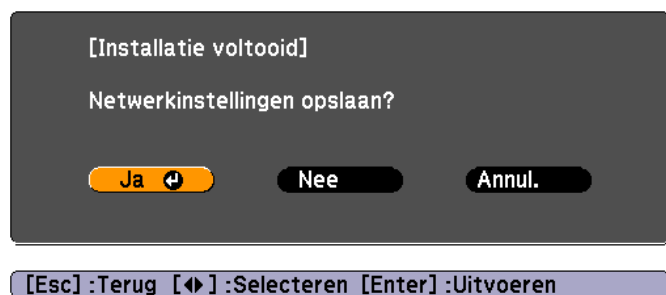 [Installatie voltooid]
Netwerkinstellingen opslaan?
Ja Nee Annul.
[Esc] :Terug [◆] :Selecteren [Enter] :Uitvoeren